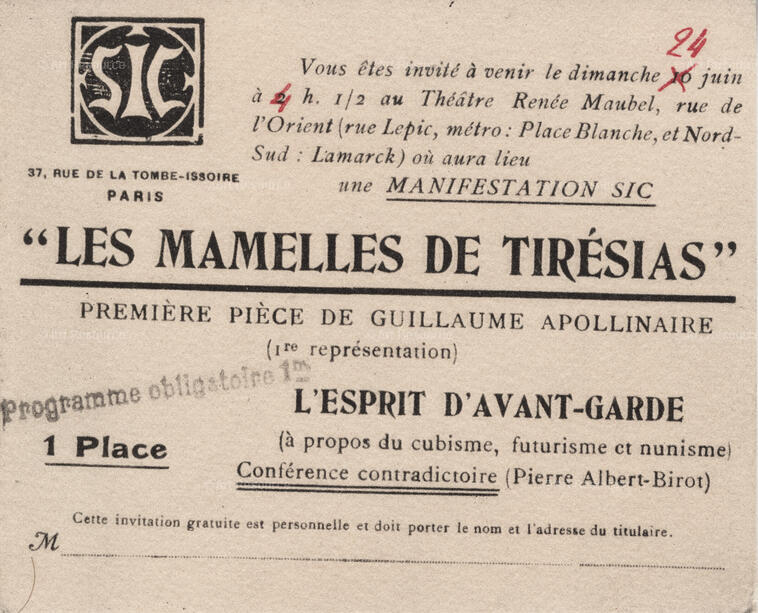 SIC
37, RUE DE LA TOMBE-ISSOIRE
PARIS
24
Vous êtes invité à venir le dimanche 10 juin
à 4 h. 1/2 au Théâtre Renée Maubel, rue de
l'Orient (rue Lepic, métro : Place Blanche, et Nord-
Sud : Lamarck) où aura lieu
une MANIFESTATION SIC
“LES MAMELLES DE TIRÉSIAS”
PREMIÈRE PIÈCE DE GUILLAUME APOLLINAIRE
(1re représentation)
Programme obligatoire 1m
L'ESPRIT D'AVANT-GARDE
1 Place
(à propos du cubisme, futurisme et nunisme)
Conférence contradictoire (Pierre Albert-Birot)
Cette invitation gratuite est personnelle et doit porter le nom et l'adresse du titulaire.
M